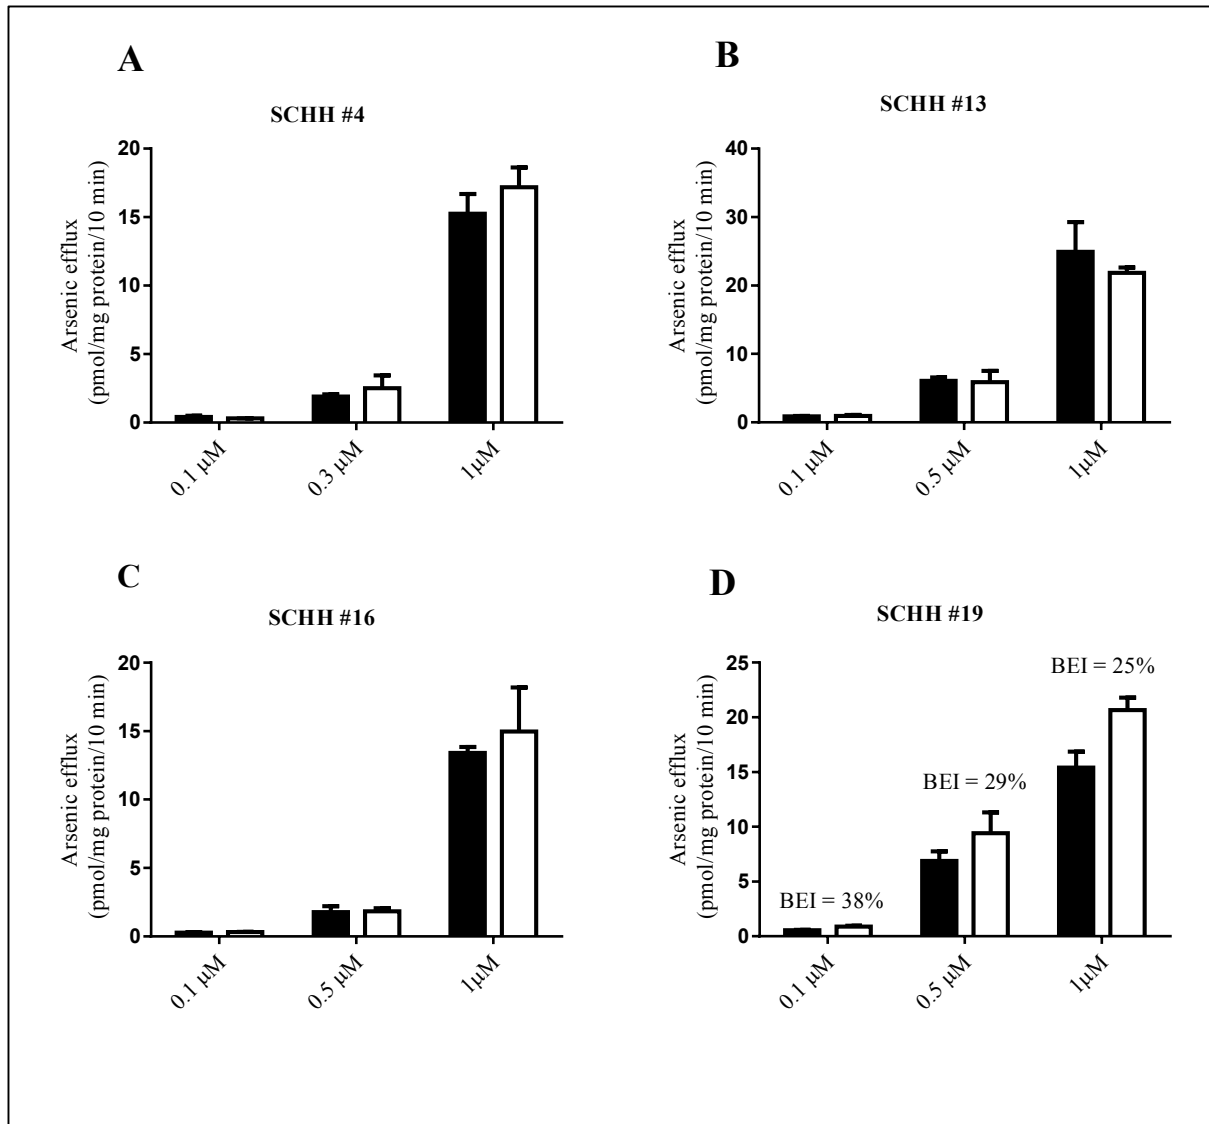 A
SCHH #4
Arsenic efflux
(pmol/mg protein/10 min)
20
15
10
5
0
0.1 µM
0.3 µM
1µM
B
SCHH #13
Arsenic efflux
(pmol/mg protein/10 min)
40
30
20
10
0
0.1 µM
0.5 µM
1µM
C
SCHH #16
Arsenic efflux
(pmol/mg protein/10 min)
20
15
10
5
0
0.1 µM
0.5 µM
1µM
D
SCHH #19
Arsenic efflux
(pmol/mg protein/10 min)
25
20
15
10
5
0
BEI = 38%
BEI = 29%
BEI = 25%
0.1 µM
0.5 µM
1µM